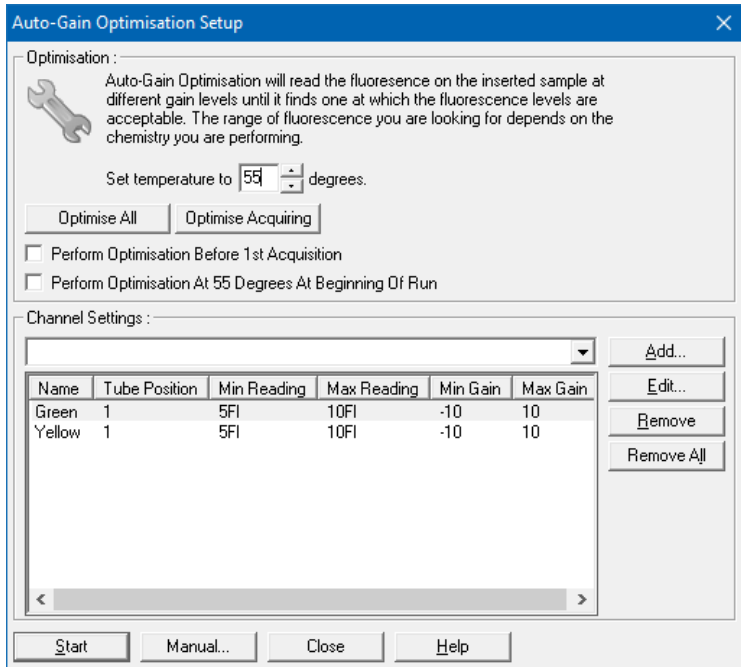 Auto-Gain Optimisation Setup
Optimisation :
Auto-Gain Optimisation will read the fluoresence on the inserted sample at
different gain levels until it finds one at which the fluorescence levels are
acceptable. The range of fluorescence you are looking for depends on the
chemistry you are performing.
Set temperature to 55 degrees.
Optimise All Optimise Acquiring
Perform Optimisation Before 1st Acquisition
Perform Optimisation At 55 Degrees At Beginning Of Run
Channel Settings :
Add...
Name Tube Position Min Reading Max Reading Min Gain Max Gain Edit...
Green 1 5Fl 10Fl -10 10
Remove
Yellow 1 5Fl 10Fl -10 10
Remove All
Start Manual... Close Help